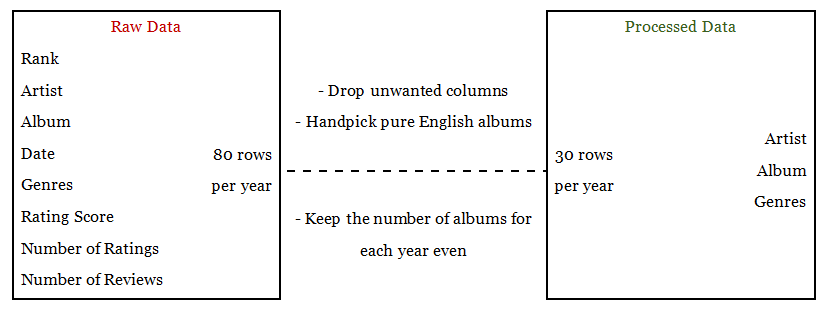 Raw Data
Rank
Artist
Album
Date
Genres
Rating Score
Number of Ratings
Number of Reviews
80 rows
per year
- Drop unwanted columns
- Handpick pure English albums
- Keep the number of albums for
each year even
Processed Data
30 rows
per year
Artist
Album
Genres